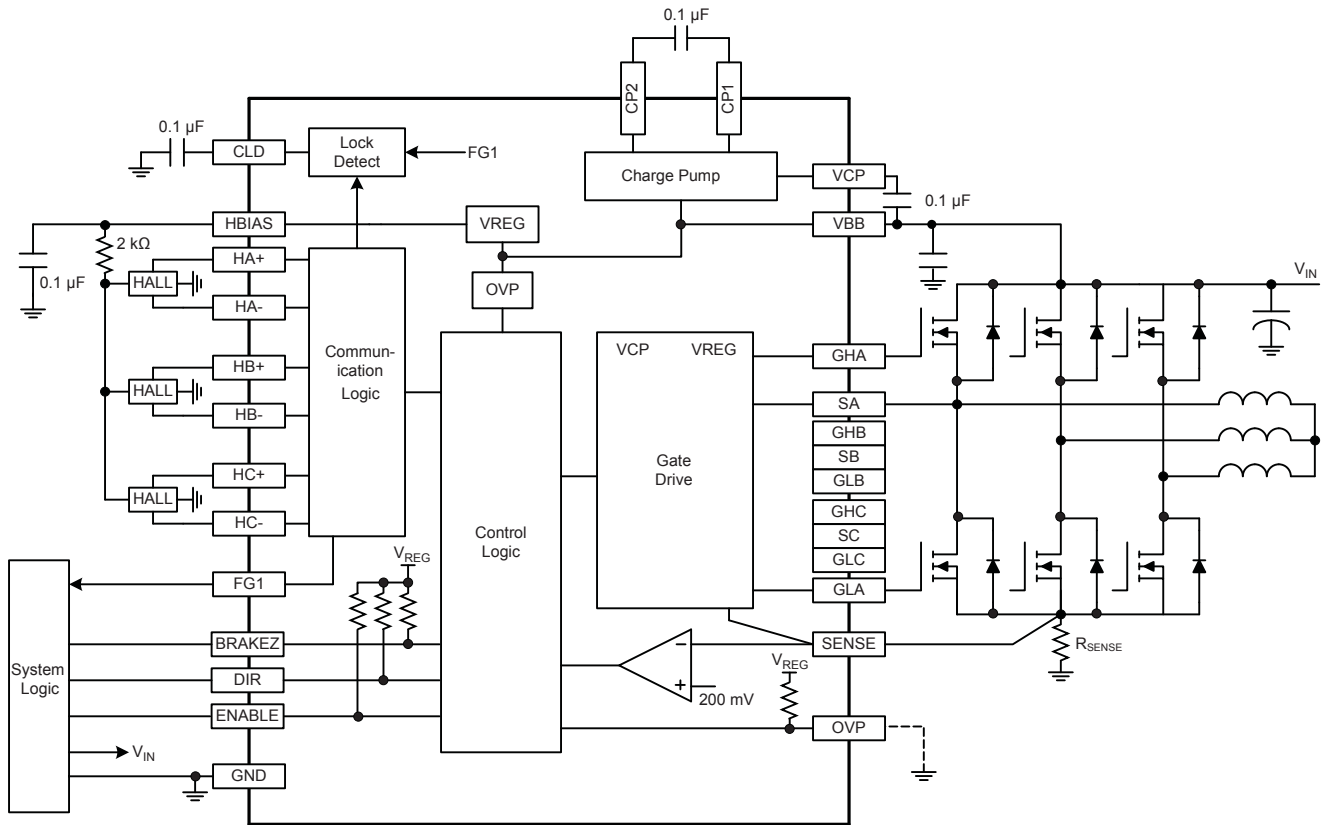 0.1 µF
CP2
CP1
0.1 µF
CLD
Lock
Detect
FG1
Charge Pump
VCP
0.1 µF
HBIAS
VREG
VBB
2 kΩ
HA+
HALL
0.1 µF
HA-
OVP
VIN
Commun-
ication
Logic
VCP
VREG
GHA
HB+
HALL
HB-
SA
GHB
SB
GLB
Gate
Drive
HC+
HALL
HC-
GHC
SC
GLC
Control
Logic
VREG
FG1
GLA
BRAKEZ
SENSE
−
RSENSE
System
Logic
DIR
VREG
+
200 mV
ENABLE
OVP
VIN
GND